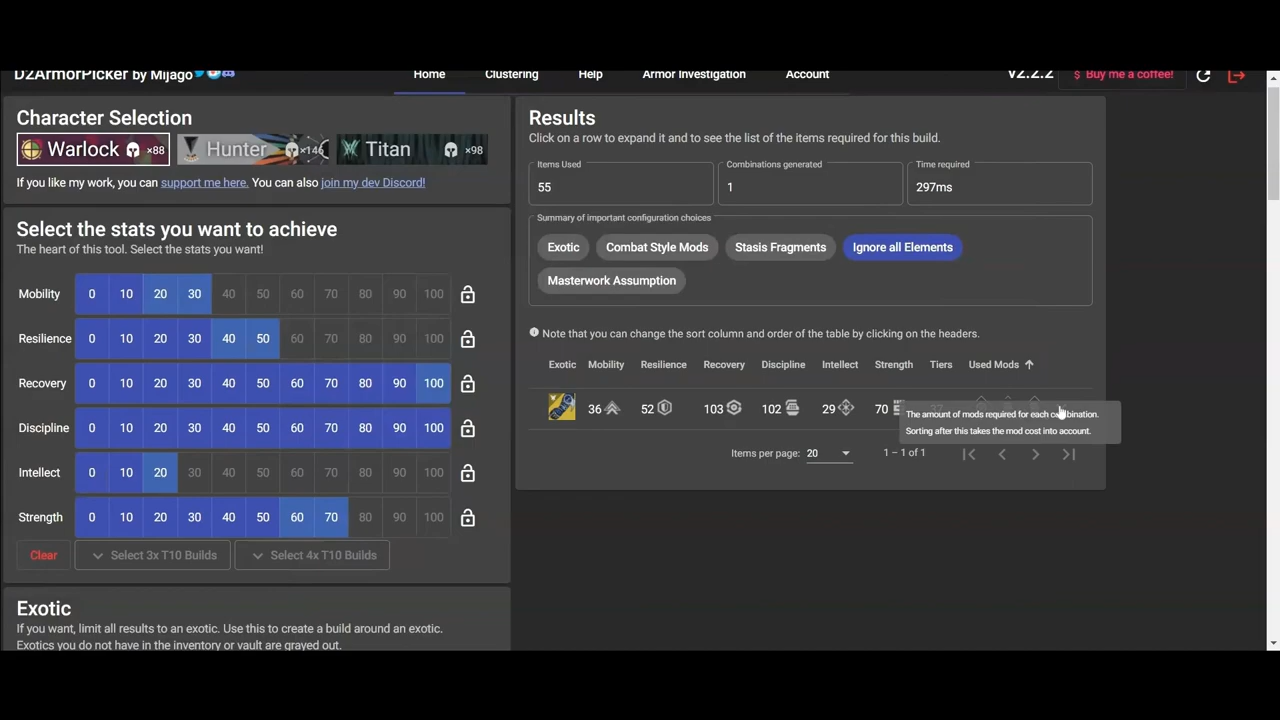 D2ArmorPicker by Mijago
Home Clustering Help Armor Investigation Account
v2.2.2 $ Buy me a coffee!
Character Selection
Warlock ×88 Hunter ×146 Titan ×98
If you like my work, you can support me here. You can also join my dev Discord!
Select the stats you want to achieve
The heart of this tool. Select the stats you want!
Mobility 0 10 20 30 40 50 60 70 80 90 100
Resilience 0 10 20 30 40 50 60 70 80 90 100
Recovery 0 10 20 30 40 50 60 70 80 90 100
Discipline 0 10 20 30 40 50 60 70 80 90 100
Intellect 0 10 20 30 40 50 60 70 80 90 100
Strength 0 10 20 30 40 50 60 70 80 90 100
Clear Select 3x T10 Builds Select 4x T10 Builds
Exotic
If you want, limit all results to an exotic. Use this to create a build around an exotic.
Exotics you do not have in the inventory or vault are grayed out.
Results
Click on a row to expand it and to see the list of the items required for this build.
Items Used Combinations generated Time required
55 1 297ms
Summary of important configuration choices
Exotic Combat Style Mods Stasis Fragments Ignore all Elements
Masterwork Assumption
Note that you can change the sort column and order of the table by clicking on the headers.
Exotic Mobility Resilience Recovery Discipline Intellect Strength Tiers Used Mods
36 52 103 102 29 70 37
The amount of mods required for each combination.
Sorting after this takes the mod cost into account.
Items per page: 20 1 – 1 of 1